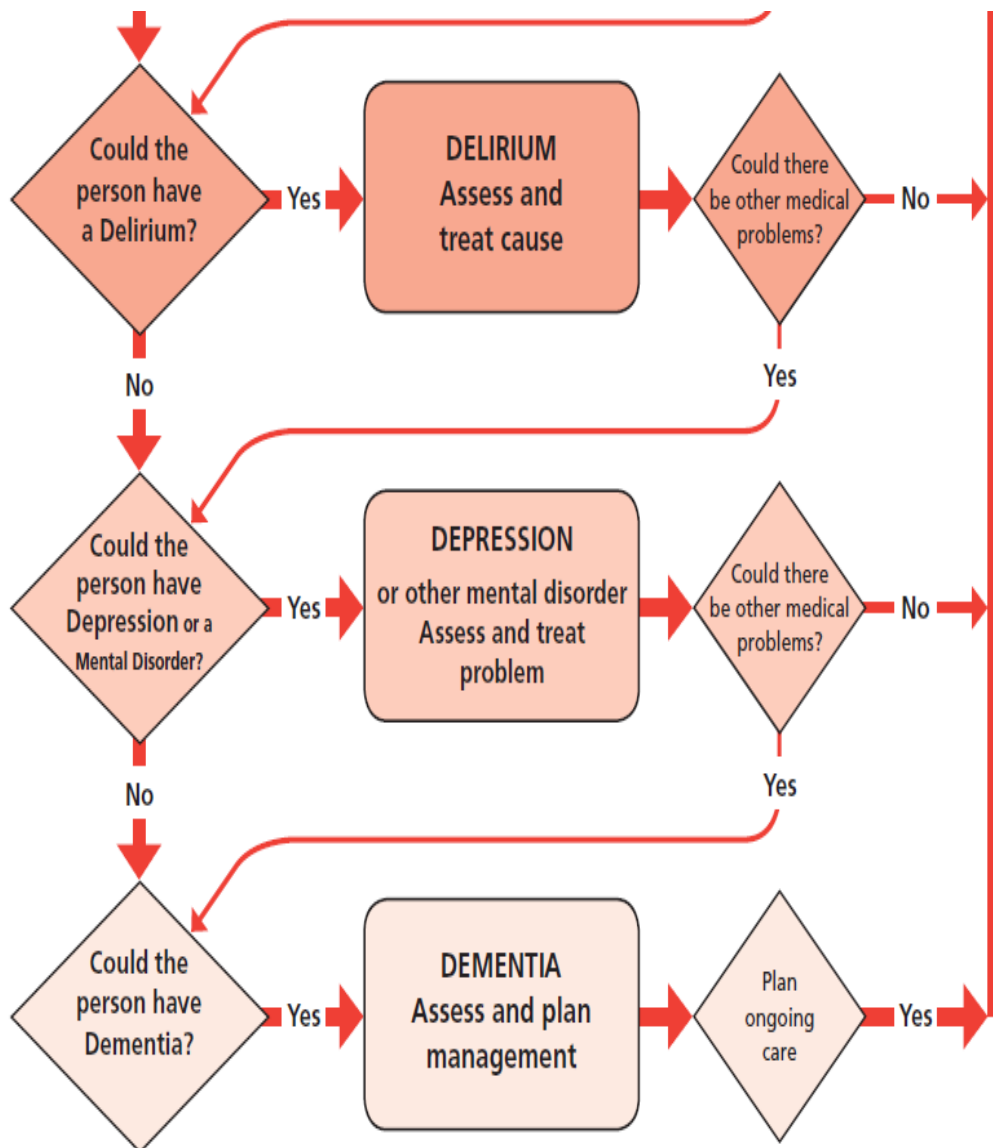 Could the
person have
a Delirium?
Yes
DELIRIUM
Assess and
treat cause
Could there
be other medical
problems?
No
No
Yes
Could the
person have
Depression or a
Mental Disorder?
Yes
DEPRESSION
or other mental disorder
Assess and treat
problem
Could there
be other medical
problems?
No
No
Yes
Could the
person have
Dementia?
Yes
DEMENTIA
Assess and plan
management
Plan
ongoing
care
Yes